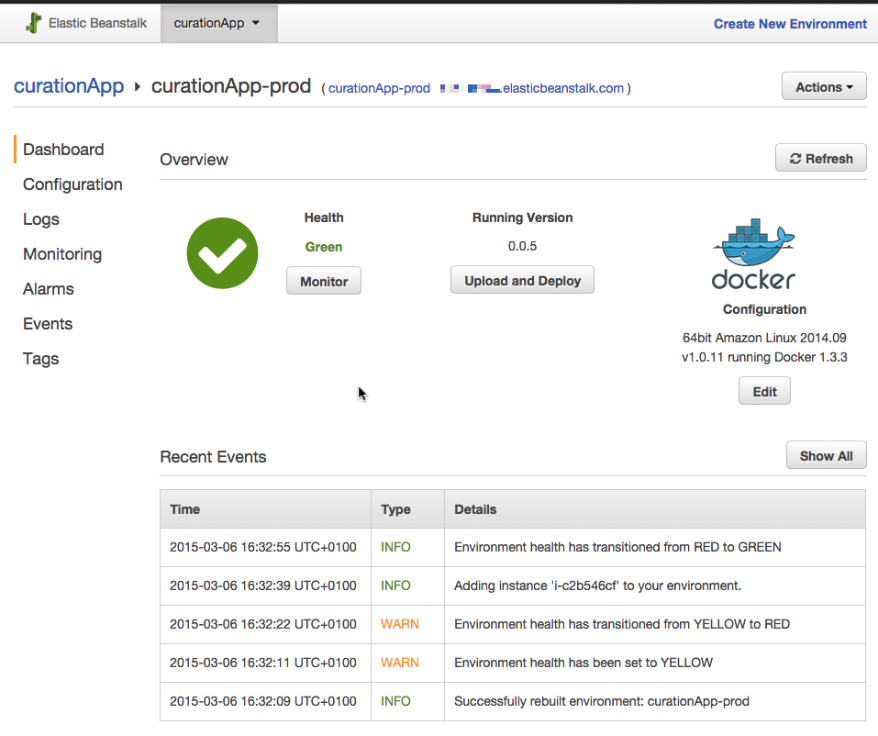 Elastic Beanstalk curationApp Create New Environment
curationApp curationApp-prod ( curationApp-prod .elasticbeanstalk.com ) Actions
Dashboard
Configuration
Logs
Monitoring
Alarms
Events
Tags
Overview Refresh
Health
Green
Monitor
Running Version
0.0.5
Upload and Deploy
docker
Configuration
64bit Amazon Linux 2014.09
v1.0.11 running Docker 1.3.3
Edit
Recent Events Show All
Time Type Details
2015-03-06 16:32:55 UTC+0100 INFO Environment health has transitioned from RED to GREEN
2015-03-06 16:32:39 UTC+0100 INFO Adding instance 'i-c2b546cf' to your environment.
2015-03-06 16:32:22 UTC+0100 WARN Environment health has transitioned from YELLOW to RED
2015-03-06 16:32:11 UTC+0100 WARN Environment health has been set to YELLOW
2015-03-06 16:32:09 UTC+0100 INFO Successfully rebuilt environment: curationApp-prod